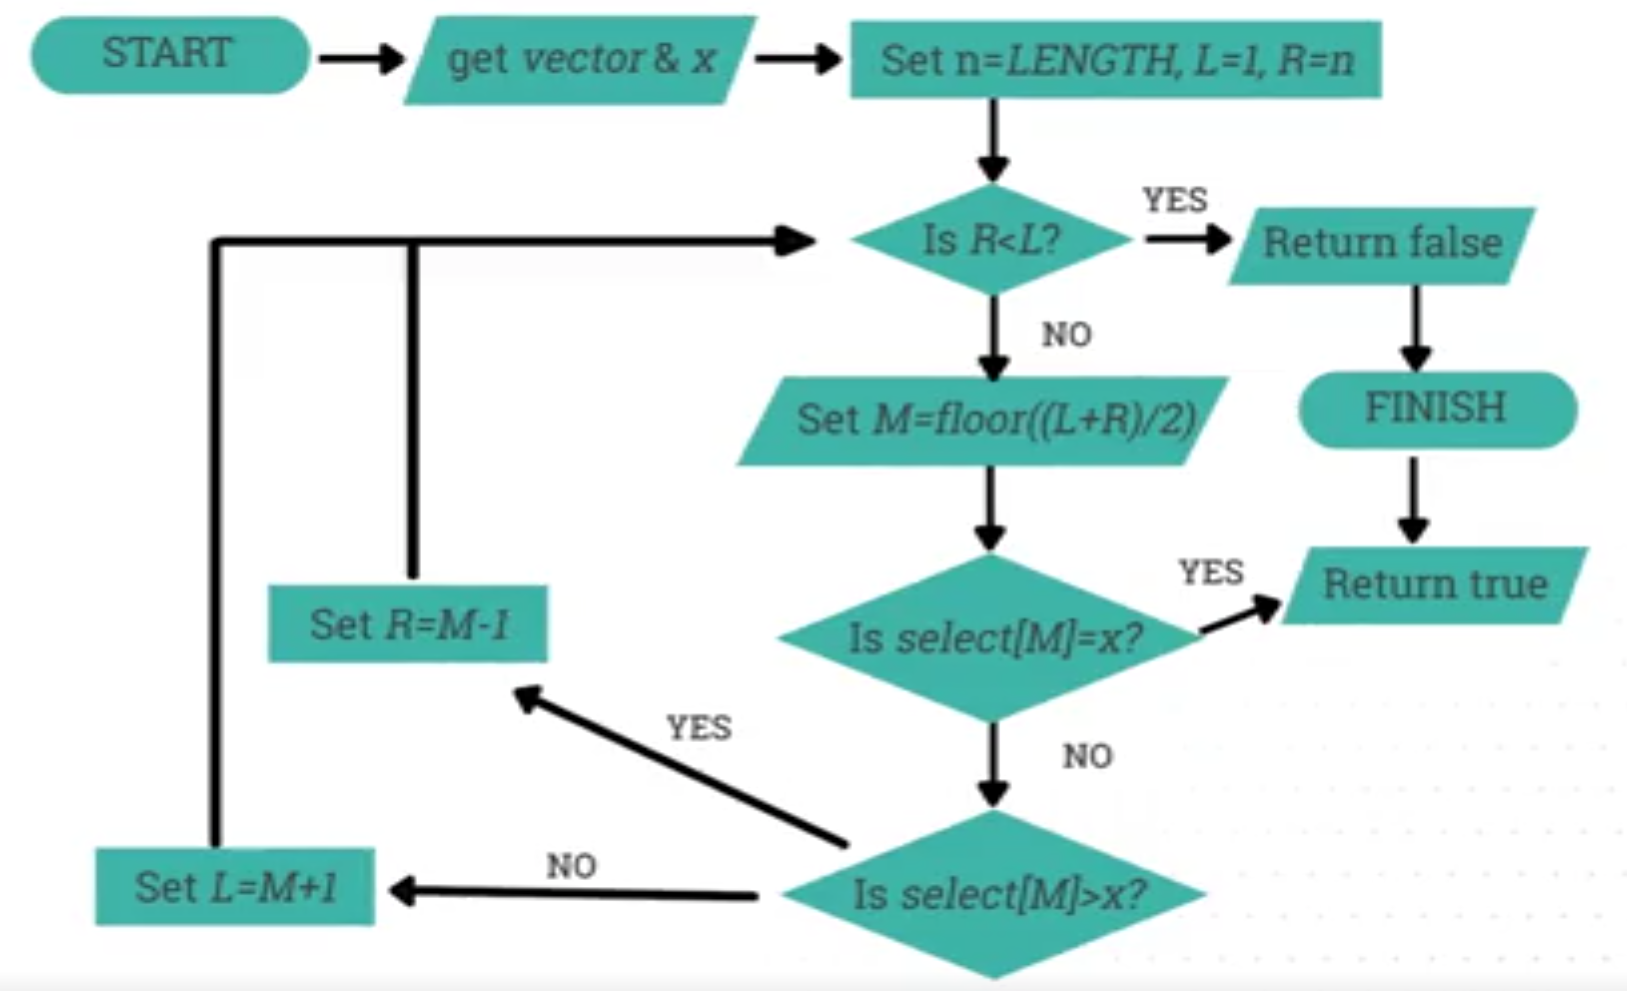 START
get vector & x
Set n=LENGTH, L=1, R=n
Is R<L?
YES
Return false
NO
Set M=floor((L+R)/2)
FINISH
Is select[M]=x?
YES
Return true
Set R=M-1
YES
NO
Set L=M+1
NO
Is select[M]>x?